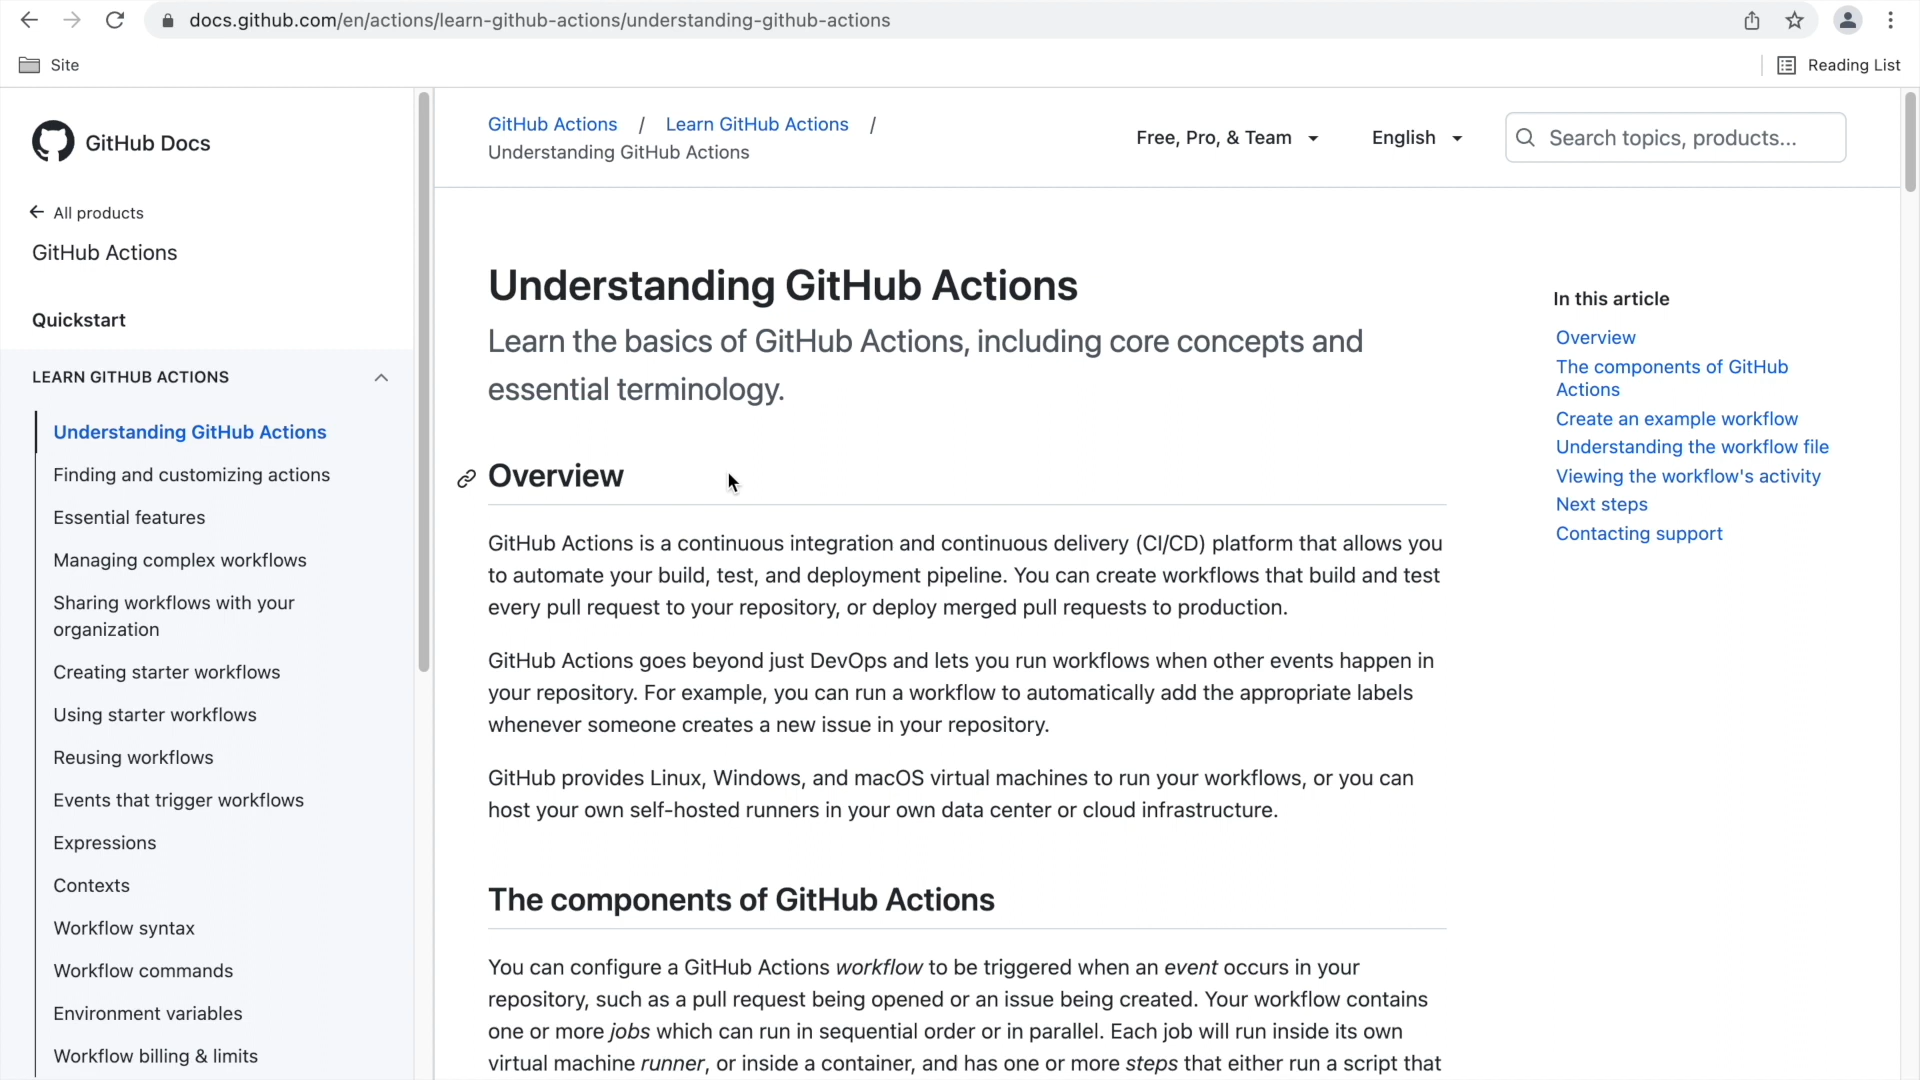 docs.github.com/en/actions/learn-github-actions/understanding-github-actions
Site
Reading List
GitHub Docs
All products
GitHub Actions
Quickstart
LEARN GITHUB ACTIONS
Understanding GitHub Actions
Finding and customizing actions
Essential features
Managing complex workflows
Sharing workflows with your
organization
Creating starter workflows
Using starter workflows
Reusing workflows
Events that trigger workflows
Expressions
Contexts
Workflow syntax
Workflow commands
Environment variables
Workflow billing & limits
GitHub Actions / Learn GitHub Actions /
Understanding GitHub Actions
Free, Pro, & Team
English
Search topics, products...
Understanding GitHub Actions
Learn the basics of GitHub Actions, including core concepts and
essential terminology.
Overview
GitHub Actions is a continuous integration and continuous delivery (CI/CD) platform that allows you
to automate your build, test, and deployment pipeline. You can create workflows that build and test
every pull request to your repository, or deploy merged pull requests to production.
GitHub Actions goes beyond just DevOps and lets you run workflows when other events happen in
your repository. For example, you can run a workflow to automatically add the appropriate labels
whenever someone creates a new issue in your repository.
GitHub provides Linux, Windows, and macOS virtual machines to run your workflows, or you can
host your own self-hosted runners in your own data center or cloud infrastructure.
The components of GitHub Actions
You can configure a GitHub Actions workflow to be triggered when an event occurs in your
repository, such as a pull request being opened or an issue being created. Your workflow contains
one or more jobs which can run in sequential order or in parallel. Each job will run inside its own
virtual machine runner, or inside a container, and has one or more steps that either run a script that
In this article
Overview
The components of GitHub
Actions
Create an example workflow
Understanding the workflow file
Viewing the workflow's activity
Next steps
Contacting support